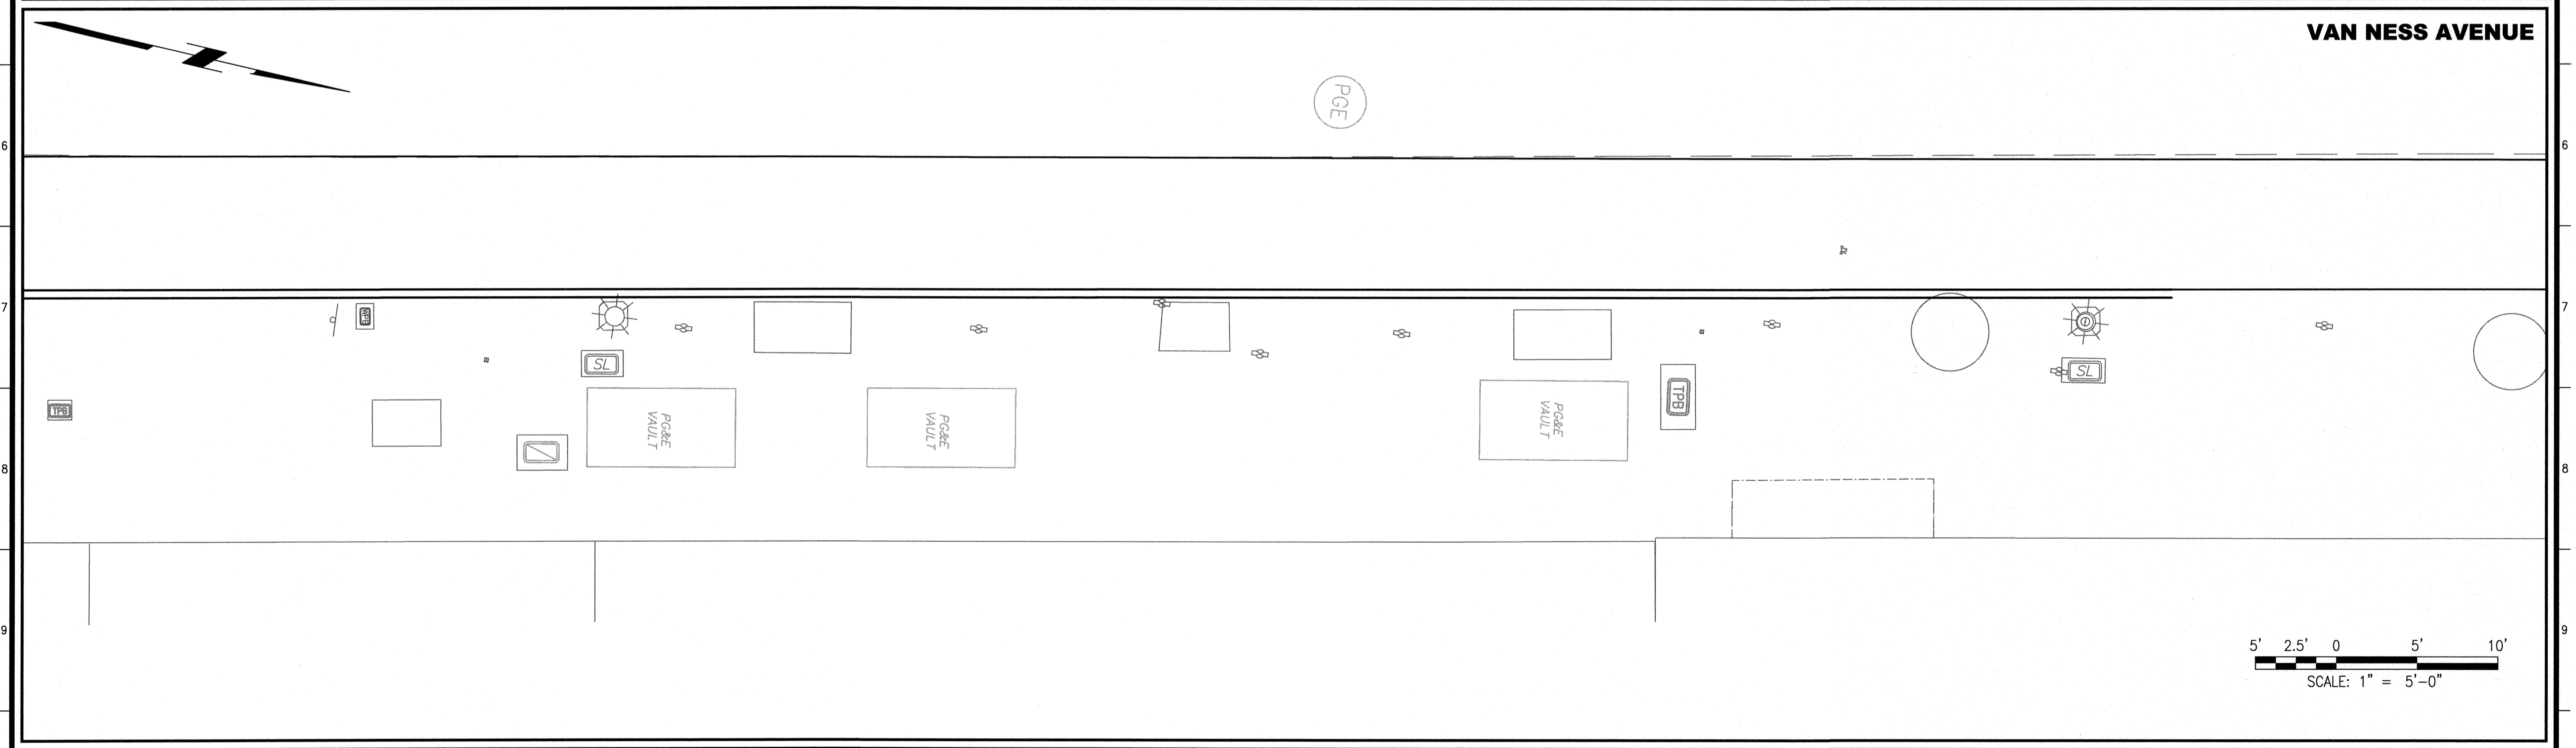 VAN NESS AVENUE
PGE
6
6
7
7
WPB
SL
SL
TPB
TPB
PG&E
VAULT
PG&E
VAULT
PG&E
VAULT
8
8
9
9
5' 2.5' 0 5' 10'
SCALE: 1" = 5'-0"